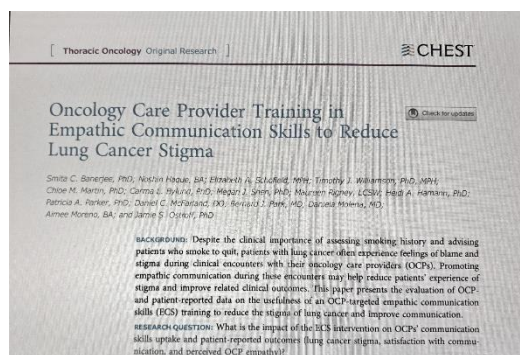 [ Thoracic Oncology Original Research ]
CHEST
Oncology Care Provider Training in
Check for updates
Empathic Communication Skills to Reduce
Lung Cancer Stigma
Smita C. Banerjee, PhD; Noshin Haque, BA; Elizabeth A. Schofield, MPH; Timothy J. Williamson, PhD, MPH;
Chloe M. Martin, PhD; Carma L. Bylund, PhD; Megan J. Shen, PhD; Maureen Rigney, LCSW; Heidi A. Hamann, PhD;
Patricia A. Parker, PhD; Daniel C. McFarland, DO; Bernard J. Park, MD; Daniela Molena, MD;
Aimee Moreno, BA; and Jamie S. Ostroff, PhD
BACKGROUND: Despite the clinical importance of assessing smoking history and advising
patients who smoke to quit, patients with lung cancer often experience feelings of blame and
stigma during clinical encounters with their oncology care providers (OCPs). Promoting
empathic communication during these encounters may help reduce patients' experience of
stigma and improve related clinical outcomes. This paper presents the evaluation of OCP-
and patient-reported data on the usefulness of an OCP-targeted empathic communication
skills (ECS) training to reduce the stigma of lung cancer and improve communication.
RESEARCH QUESTION: What is the impact of the ECS intervention on OCPs' communication
skills uptake and patient-reported outcomes (lung cancer stigma, satisfaction with commu-
nication, and perceived OCP empathy)?